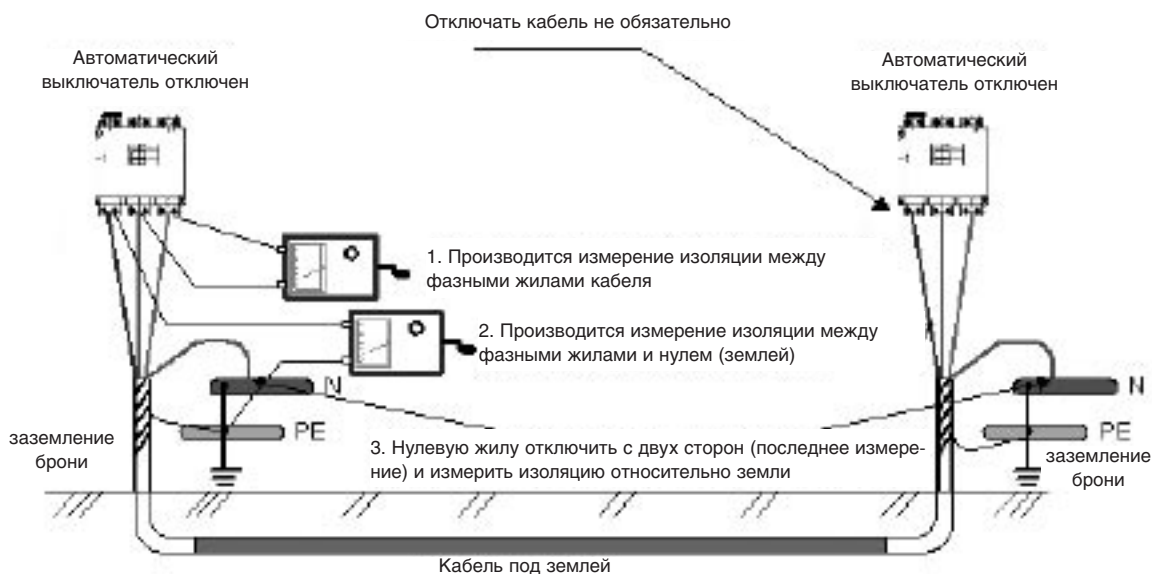 Отключать кабель не обязательно
Автоматический
выключатель отключен
Автоматический
выключатель отключен
1. Производится измерение изоляции между
фазными жилами кабеля
2. Производится измерение изоляции между
фазными жилами и нулем (землей)
N
N
PE
PE
заземление
брони
3. Нулевую жилу отключить с двух сторон (последнее измере-
ние) и измерить изоляцию относительно земли
заземление
брони
Кабель под землей